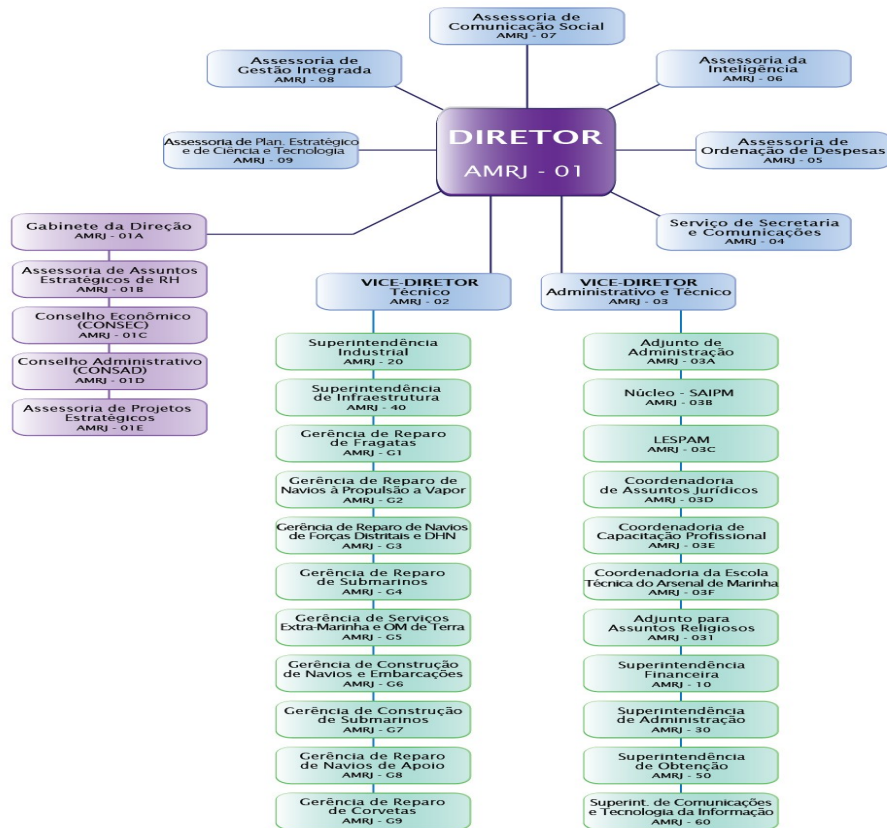 Assessoria de
Comunicação Social
AMRJ - 07
Assessoria de
Gestão Integrada
AMRJ - 08
Assessoria da
Inteligência
AMRJ - 06
DIRETOR
AMRJ - 01
Assessoria de Plan. Estratégico
e de Ciência e Tecnologia
AMRJ - 09
Assessoria de
Ordenação de Despesas
AMRJ - 05
Gabinete da Direção
AMRJ - 01A
Serviço de Secretaria
e Comunicações
AMRJ - 04
Assessoria de Assuntos
Estratégicos de RH
AMRJ - 01B
Conselho Econômico
(CONSEC)
AMRJ - 01C
Conselho Administrativo
(CONSAD)
AMRJ - 01D
Assessoria de Projetos
Estratégicos
AMRJ - 01E
VICE-DIRETOR
Técnico
AMRJ - 02
Superintendência
Industrial
AMRJ - 20
Superintendência
de Infraestrutura
AMRJ - 40
Gerência de Reparo
de Fragatas
AMRJ - G1
Gerência de Reparo de
Navios à Propulsão a Vapor
AMRJ - G2
Gerência de Reparo de Navios
de Forças Distritais e DHN
AMRJ - G3
Gerência de Reparo
de Submarinos
AMRJ - G4
Gerência de Serviços
Extra-Marinha e OM de Terra
AMRJ - G5
Gerência de Construção
de Navios e Embarcações
AMRJ - G6
Gerência de Construção
de Submarinos
AMRJ - G7
Gerência de Reparo
de Navios de Apoio
AMRJ - G8
Gerência de Reparo
de Corvetas
AMRJ - G9
VICE-DIRETOR
Administrativo e Técnico
AMRJ - 03
Adjunto de
Administração
AMRJ - 03A
Núcleo - SAIPM
AMRJ - 03B
LESPAM
AMRJ - 03C
Coordenadoria
de Assuntos Jurídicos
AMRJ - 03D
Coordenadoria de
Capacitação Profissional
AMRJ - 03E
Coordenadoria da Escola
Técnica do Arsenal de Marinha
AMRJ - 03F
Adjunto para
Assuntos Religiosos
AMRJ - 031
Superintendência
Financeira
AMRJ - 10
Superintendência
de Administração
AMRJ - 30
Superintendência
de Obtenção
AMRJ - 50
Superint. de Comunicações
e Tecnologia da Informação
AMRJ - 60